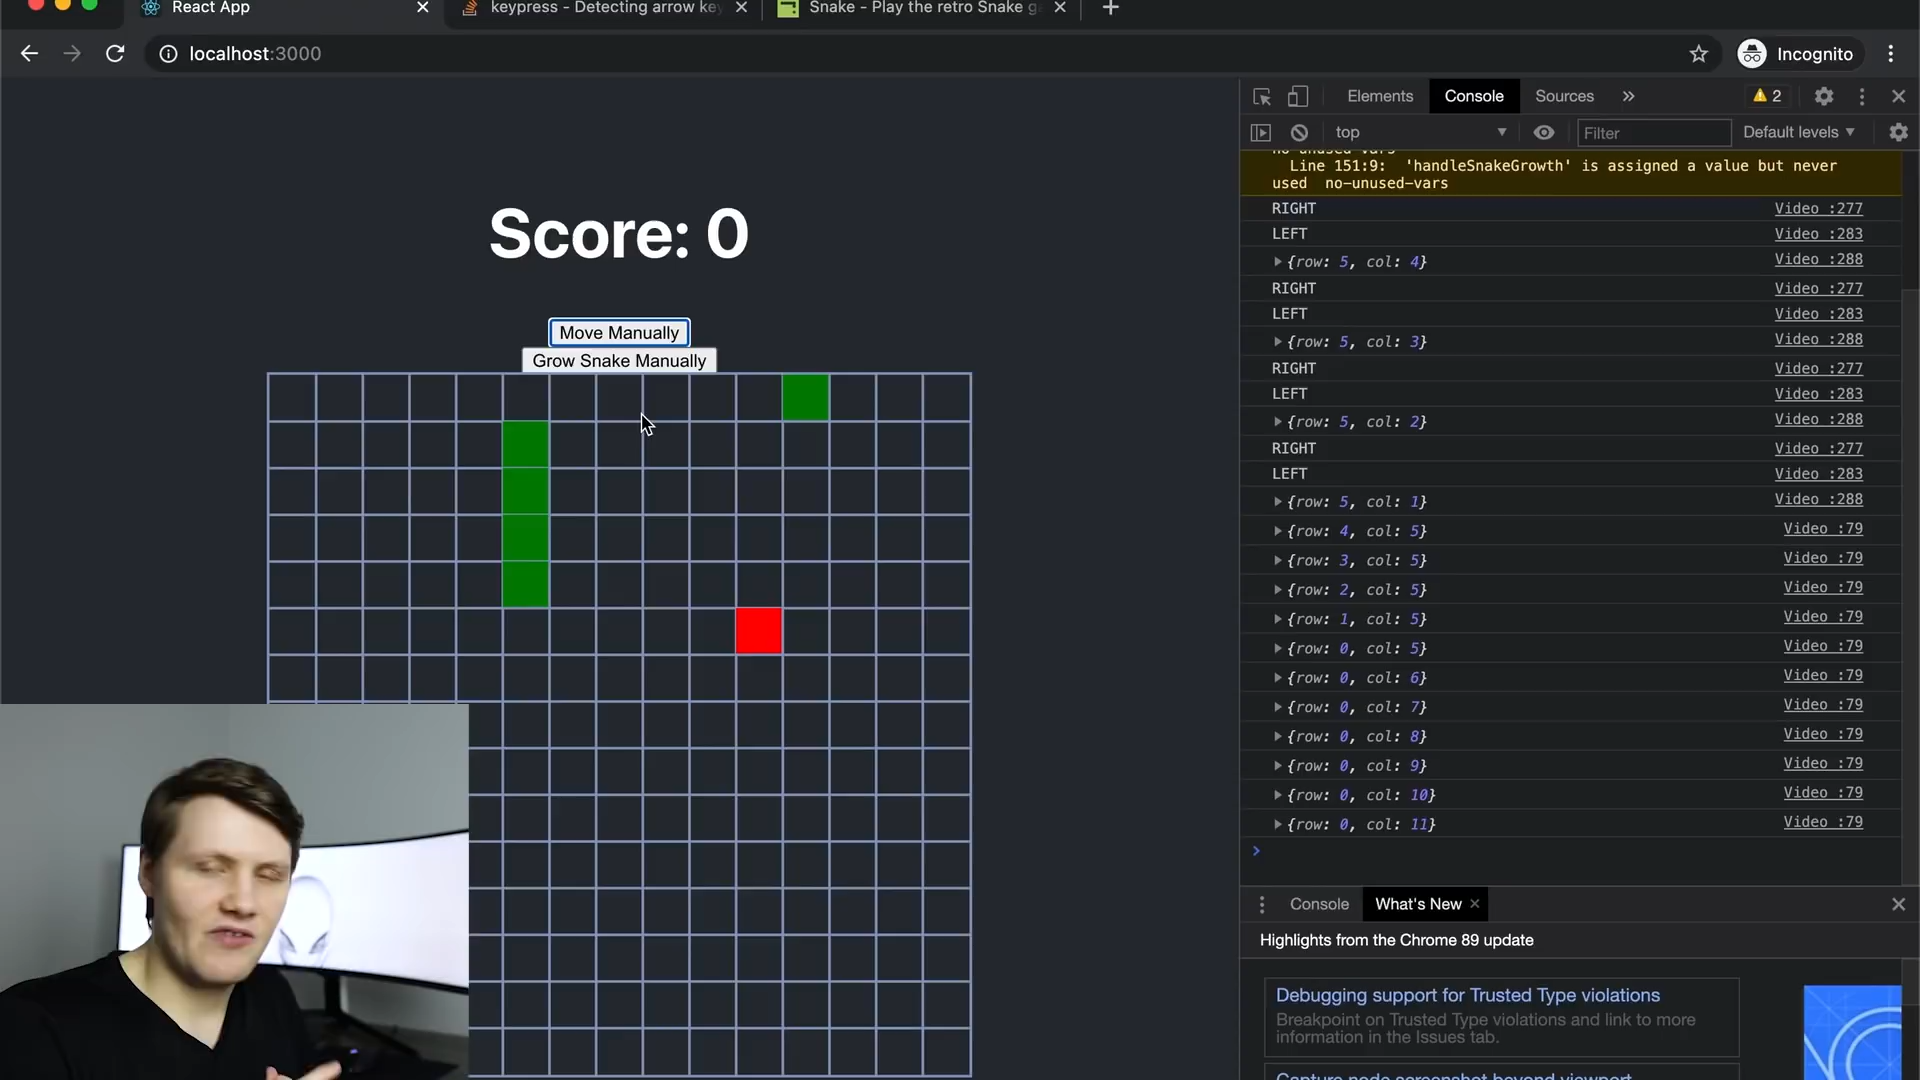 React App
keypress - Detecting arrow key
Snake - Play the retro Snake g
localhost:3000
Incognito
Elements
Console
Sources
2
top
Filter
Default levels
no-unused-vars
Line 151:9: 'handleSnakeGrowth' is assigned a value but never
used no-unused-vars
RIGHT Video :277
LEFT Video :283
{row: 5, col: 4} Video :288
RIGHT Video :277
LEFT Video :283
{row: 5, col: 3} Video :288
RIGHT Video :277
LEFT Video :283
{row: 5, col: 2} Video :288
RIGHT Video :277
LEFT Video :283
{row: 5, col: 1} Video :288
{row: 4, col: 5} Video :79
{row: 3, col: 5} Video :79
{row: 2, col: 5} Video :79
{row: 1, col: 5} Video :79
{row: 0, col: 5} Video :79
{row: 0, col: 6} Video :79
{row: 0, col: 7} Video :79
{row: 0, col: 8} Video :79
{row: 0, col: 9} Video :79
{row: 0, col: 10} Video :79
{row: 0, col: 11} Video :79
Score: 0
Move Manually
Grow Snake Manually
Console
What's New
Highlights from the Chrome 89 update
Debugging support for Trusted Type violations
Breakpoint on Trusted Type violations and link to more
information in the Issues tab.
Capture node screenshot beyond viewport